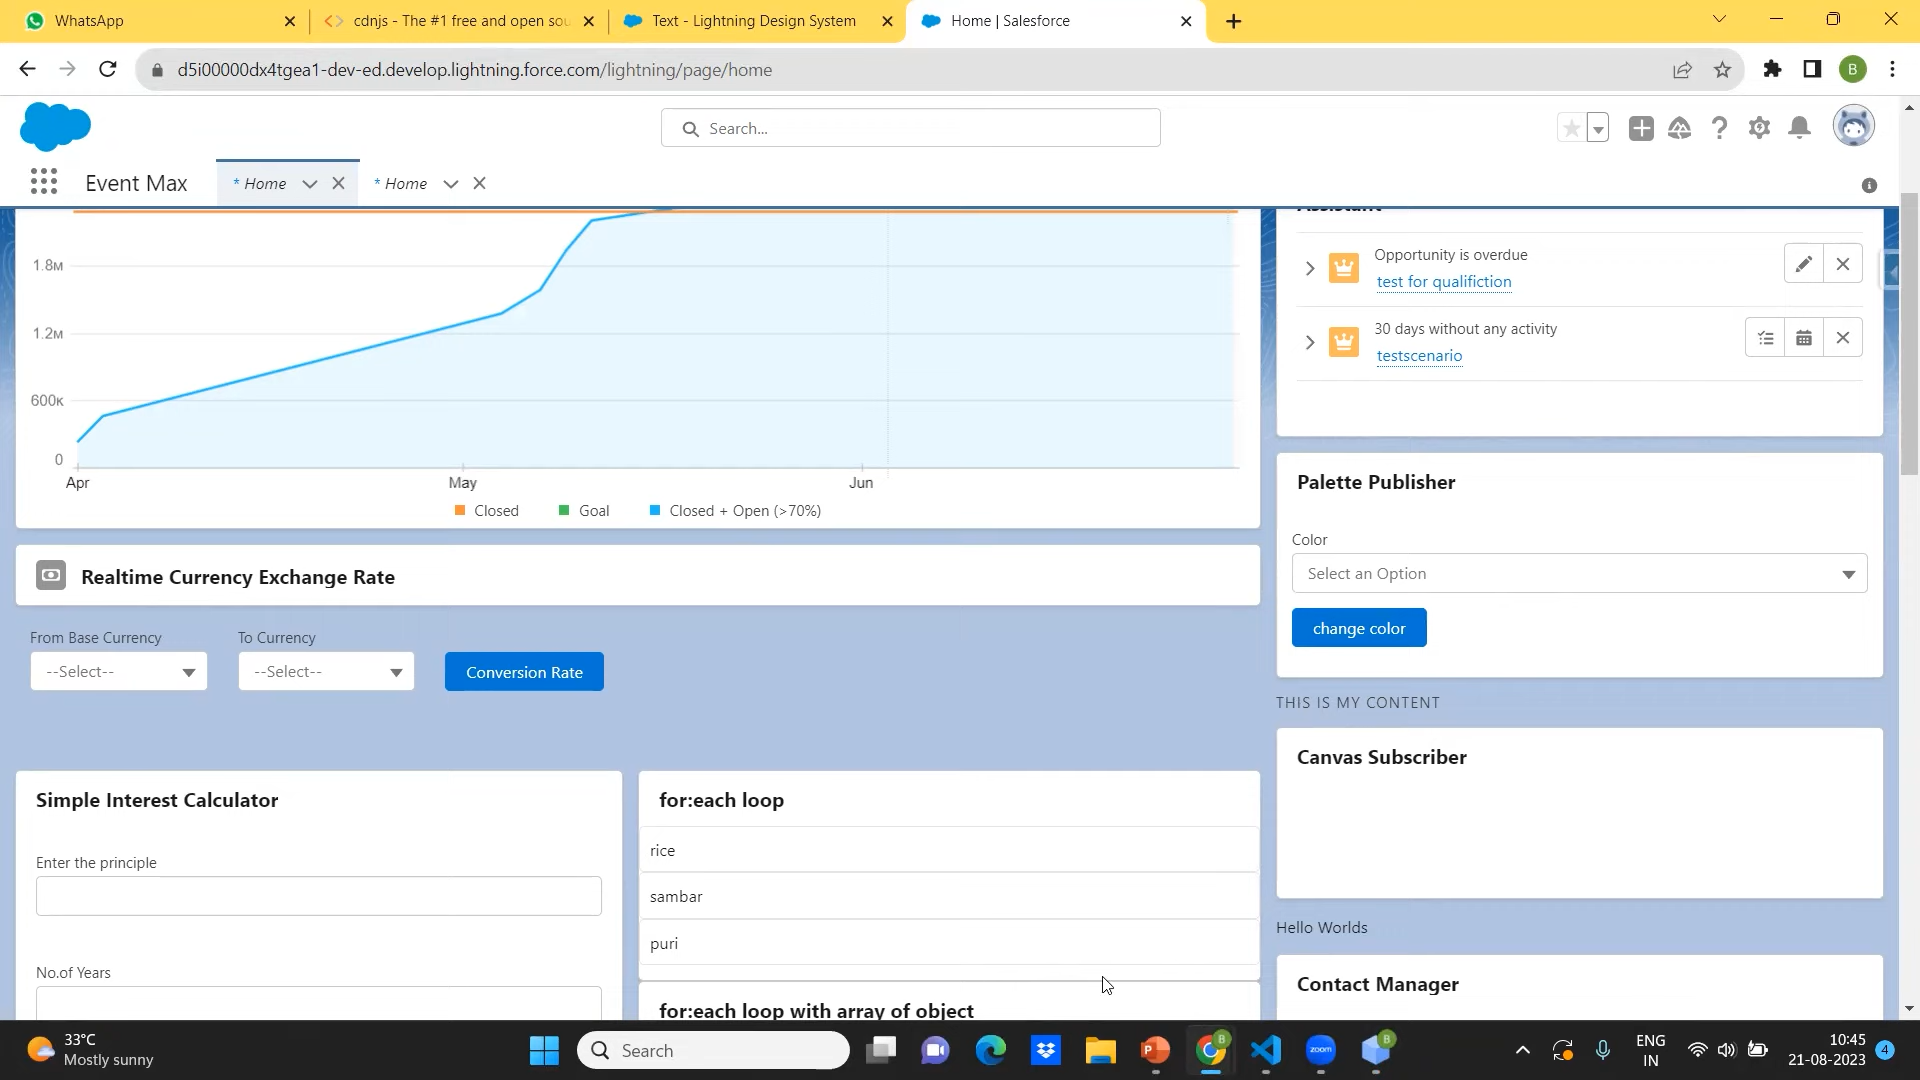 WhatsApp
cdnjs - The #1 free and open sou
Text - Lightning Design System
Home | Salesforce
d5i00000dx4tgea1-dev-ed.develop.lightning.force.com/lightning/page/home
B
Search...
Event Max
* Home
* Home
1.8M
1.2M
600K
0
Apr
May
Jun
Closed
Goal
Closed + Open (>70%)
Opportunity is overdue
test for qualifiction
30 days without any activity
testscenario
Palette Publisher
Color
Select an Option
change color
THIS IS MY CONTENT
Canvas Subscriber
Hello Worlds
Contact Manager
Realtime Currency Exchange Rate
From Base Currency
To Currency
--Select--
--Select--
Conversion Rate
Simple Interest Calculator
Enter the principle
No.of Years
for:each loop
rice
sambar
puri
for:each loop with array of object
33°C
Mostly sunny
Search
zoom
ENG
IN
10:45
21-08-2023
4